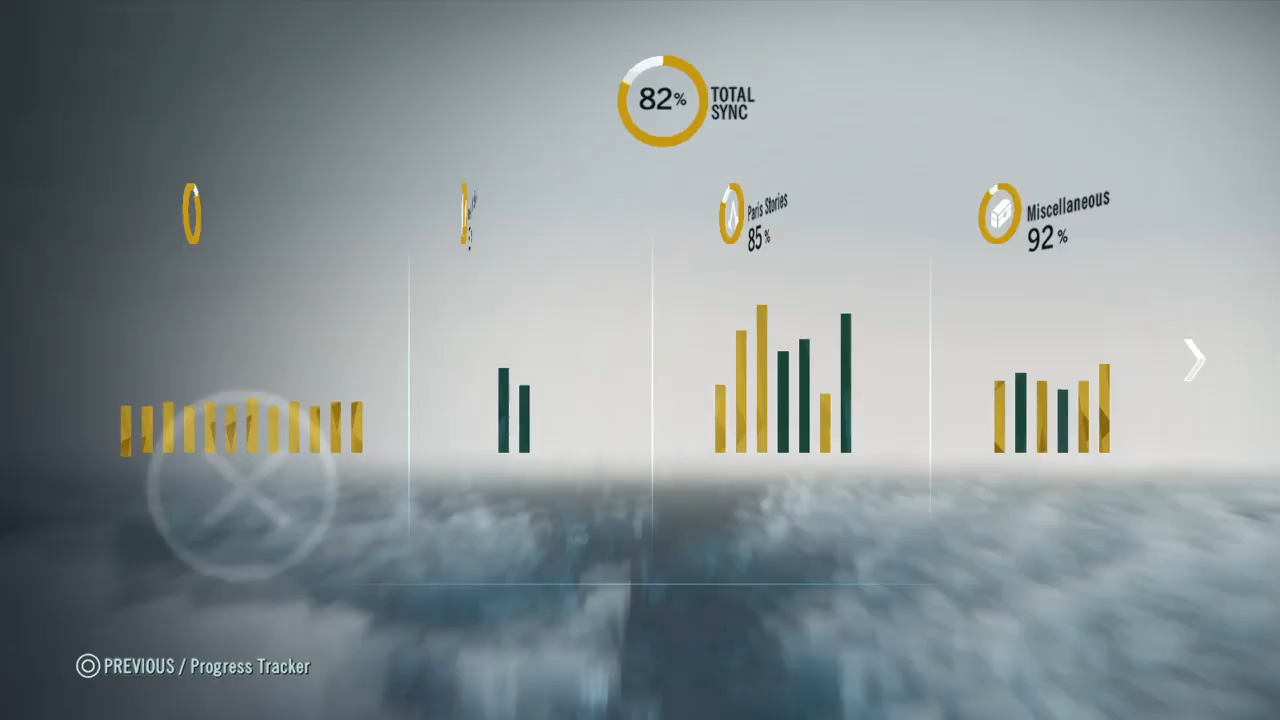 82%
TOTAL
SYNC
Paris Stories
85%
Miscellaneous
92%
PREVIOUS / Progress Tracker